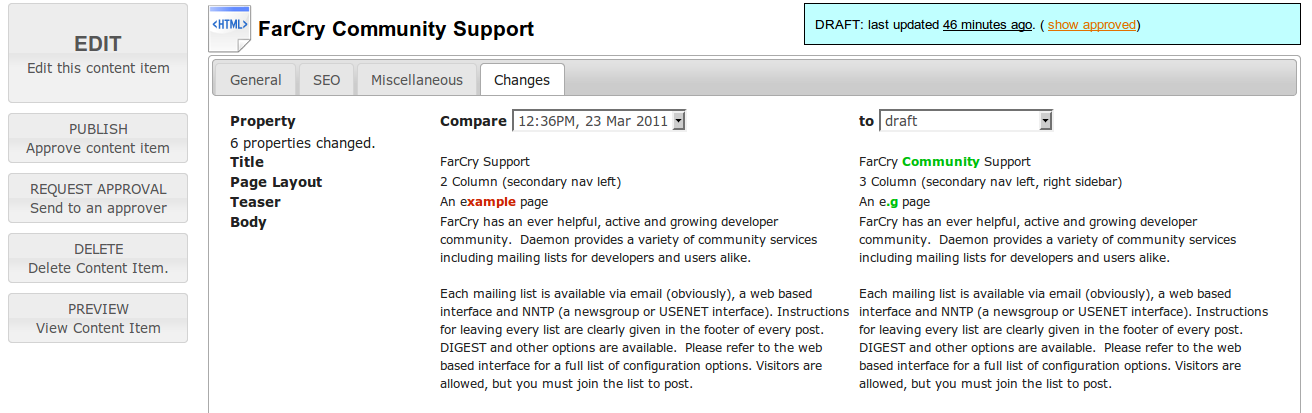 EDIT
Edit this content item
PUBLISH
Approve content item
REQUEST APPROVAL
Send to an approver
DELETE
Delete Content Item.
PREVIEW
View Content Item
<HTML>
FarCry Community Support
DRAFT: last updated 46 minutes ago. ( show approved)
General SEO Miscellaneous Changes
Property Compare 12:36PM, 23 Mar 2011 to draft
6 properties changed.
Title FarCry Support FarCry Community Support
Page Layout 2 Column (secondary nav left) 3 Column (secondary nav left, right sidebar)
Teaser An example page An e.g page
Body
FarCry has an ever helpful, active and growing developer
community.  Daemon provides a variety of community services
including mailing lists for developers and users alike.
Each mailing list is available via email (obviously), a web based
interface and NNTP (a newsgroup or USENET interface). Instructions
for leaving every list are clearly given in the footer of every post.
DIGEST and other options are available.  Please refer to the web
based interface for a full list of configuration options. Visitors are
allowed, but you must join the list to post.
FarCry has an ever helpful, active and growing developer
community.  Daemon provides a variety of community services
including mailing lists for developers and users alike.
Each mailing list is available via email (obviously), a web based
interface and NNTP (a newsgroup or USENET interface). Instructions
for leaving every list are clearly given in the footer of every post.
DIGEST and other options are available.  Please refer to the web
based interface for a full list of configuration options. Visitors are
allowed, but you must join the list to post.